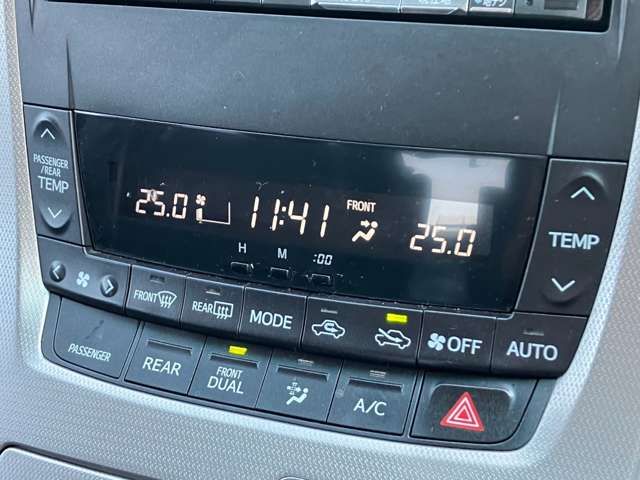 PASSENGER
/REAR
TEMP
25.0 11:41 FRONT 25.0
H M :00
TEMP
FRONT REAR MODE OFF AUTO
PASSENGER REAR FRONT DUAL A/C